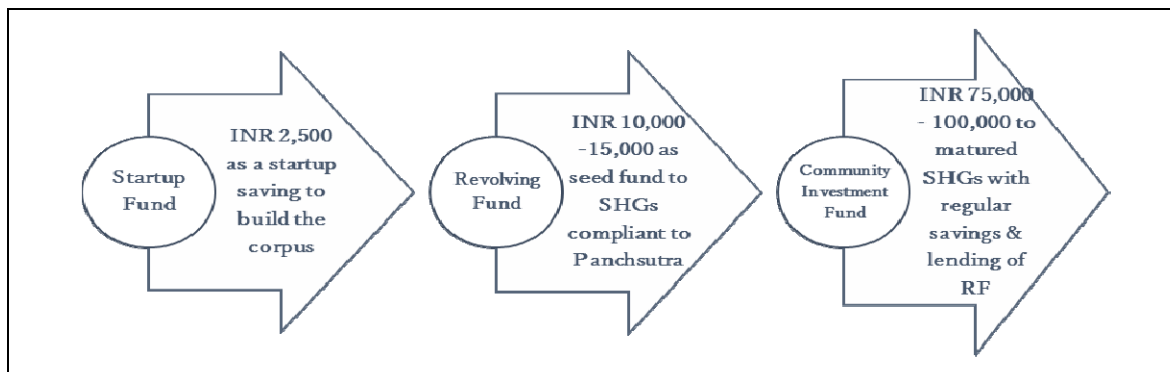 Startup
Fund
INR 2,500
as a startup
saving to
build the
corpus
Revolving
Fund
INR 10,000
-15,000 as
seed fund to
SHGs
compliant to
Panchsutra
Community
Investment
Fund
INR 75,000
- 100,000 to
matured
SHGs with
regular
savings &
lending of
RF